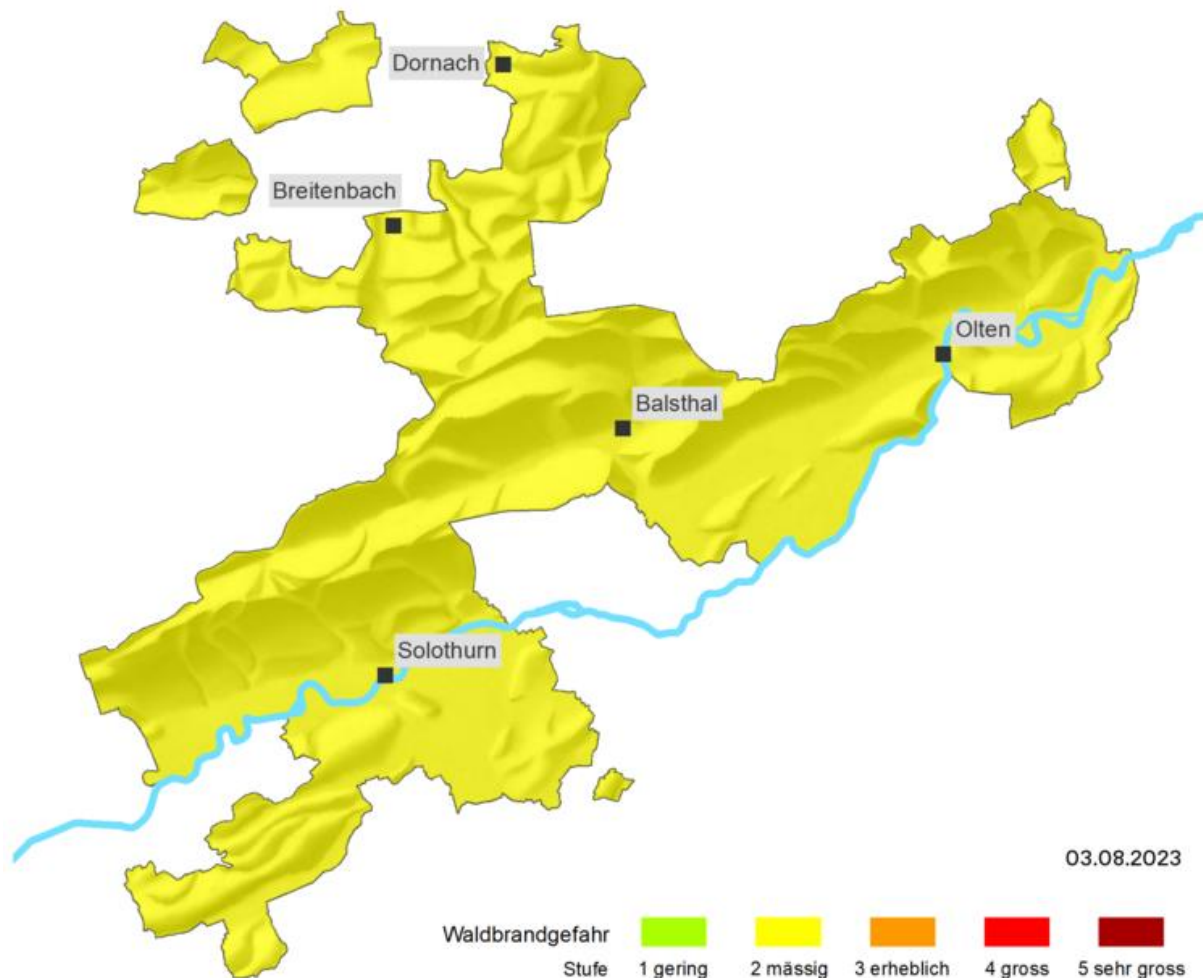 Dornach
Breitenbach
Olten
Balsthal
Solothurn
03.08.2023
Waldbrandgefahr
Stufe 1 gering 2 mässig 3 erheblich 4 gross 5 sehr gross